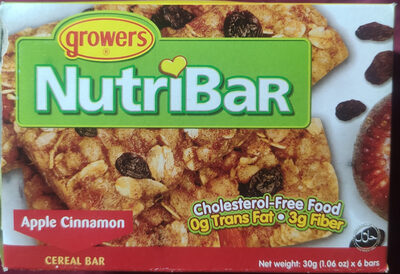 growers
®
NutriBar
Cholesterol-Free Food
0g Trans Fat • 3g Fiber
Apple Cinnamon
CEREAL BAR
Net weight: 30g (1.06 oz) x 6 bars